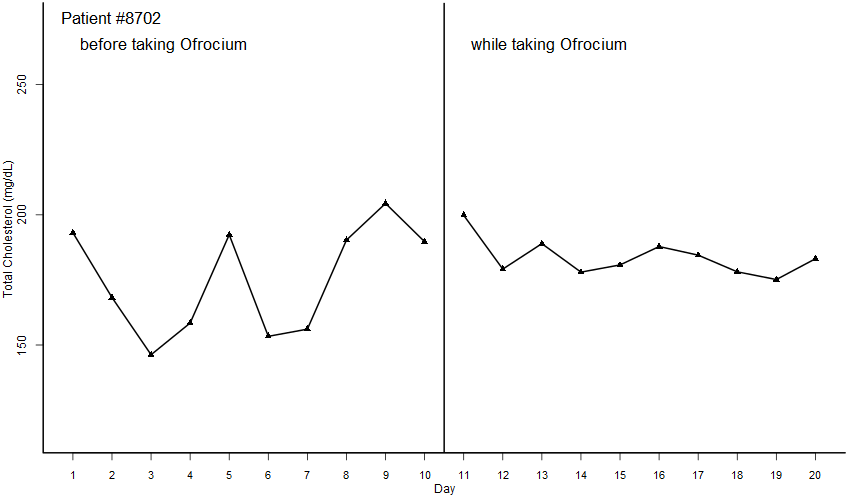 Patient #8702
before taking Ofrocium
while taking Ofrocium
Total Cholesterol (mg/dL)
250
200
150
1 2 3 4 5 6 7 8 9 10 11 12 13 14 15 16 17 18 19 20
Day